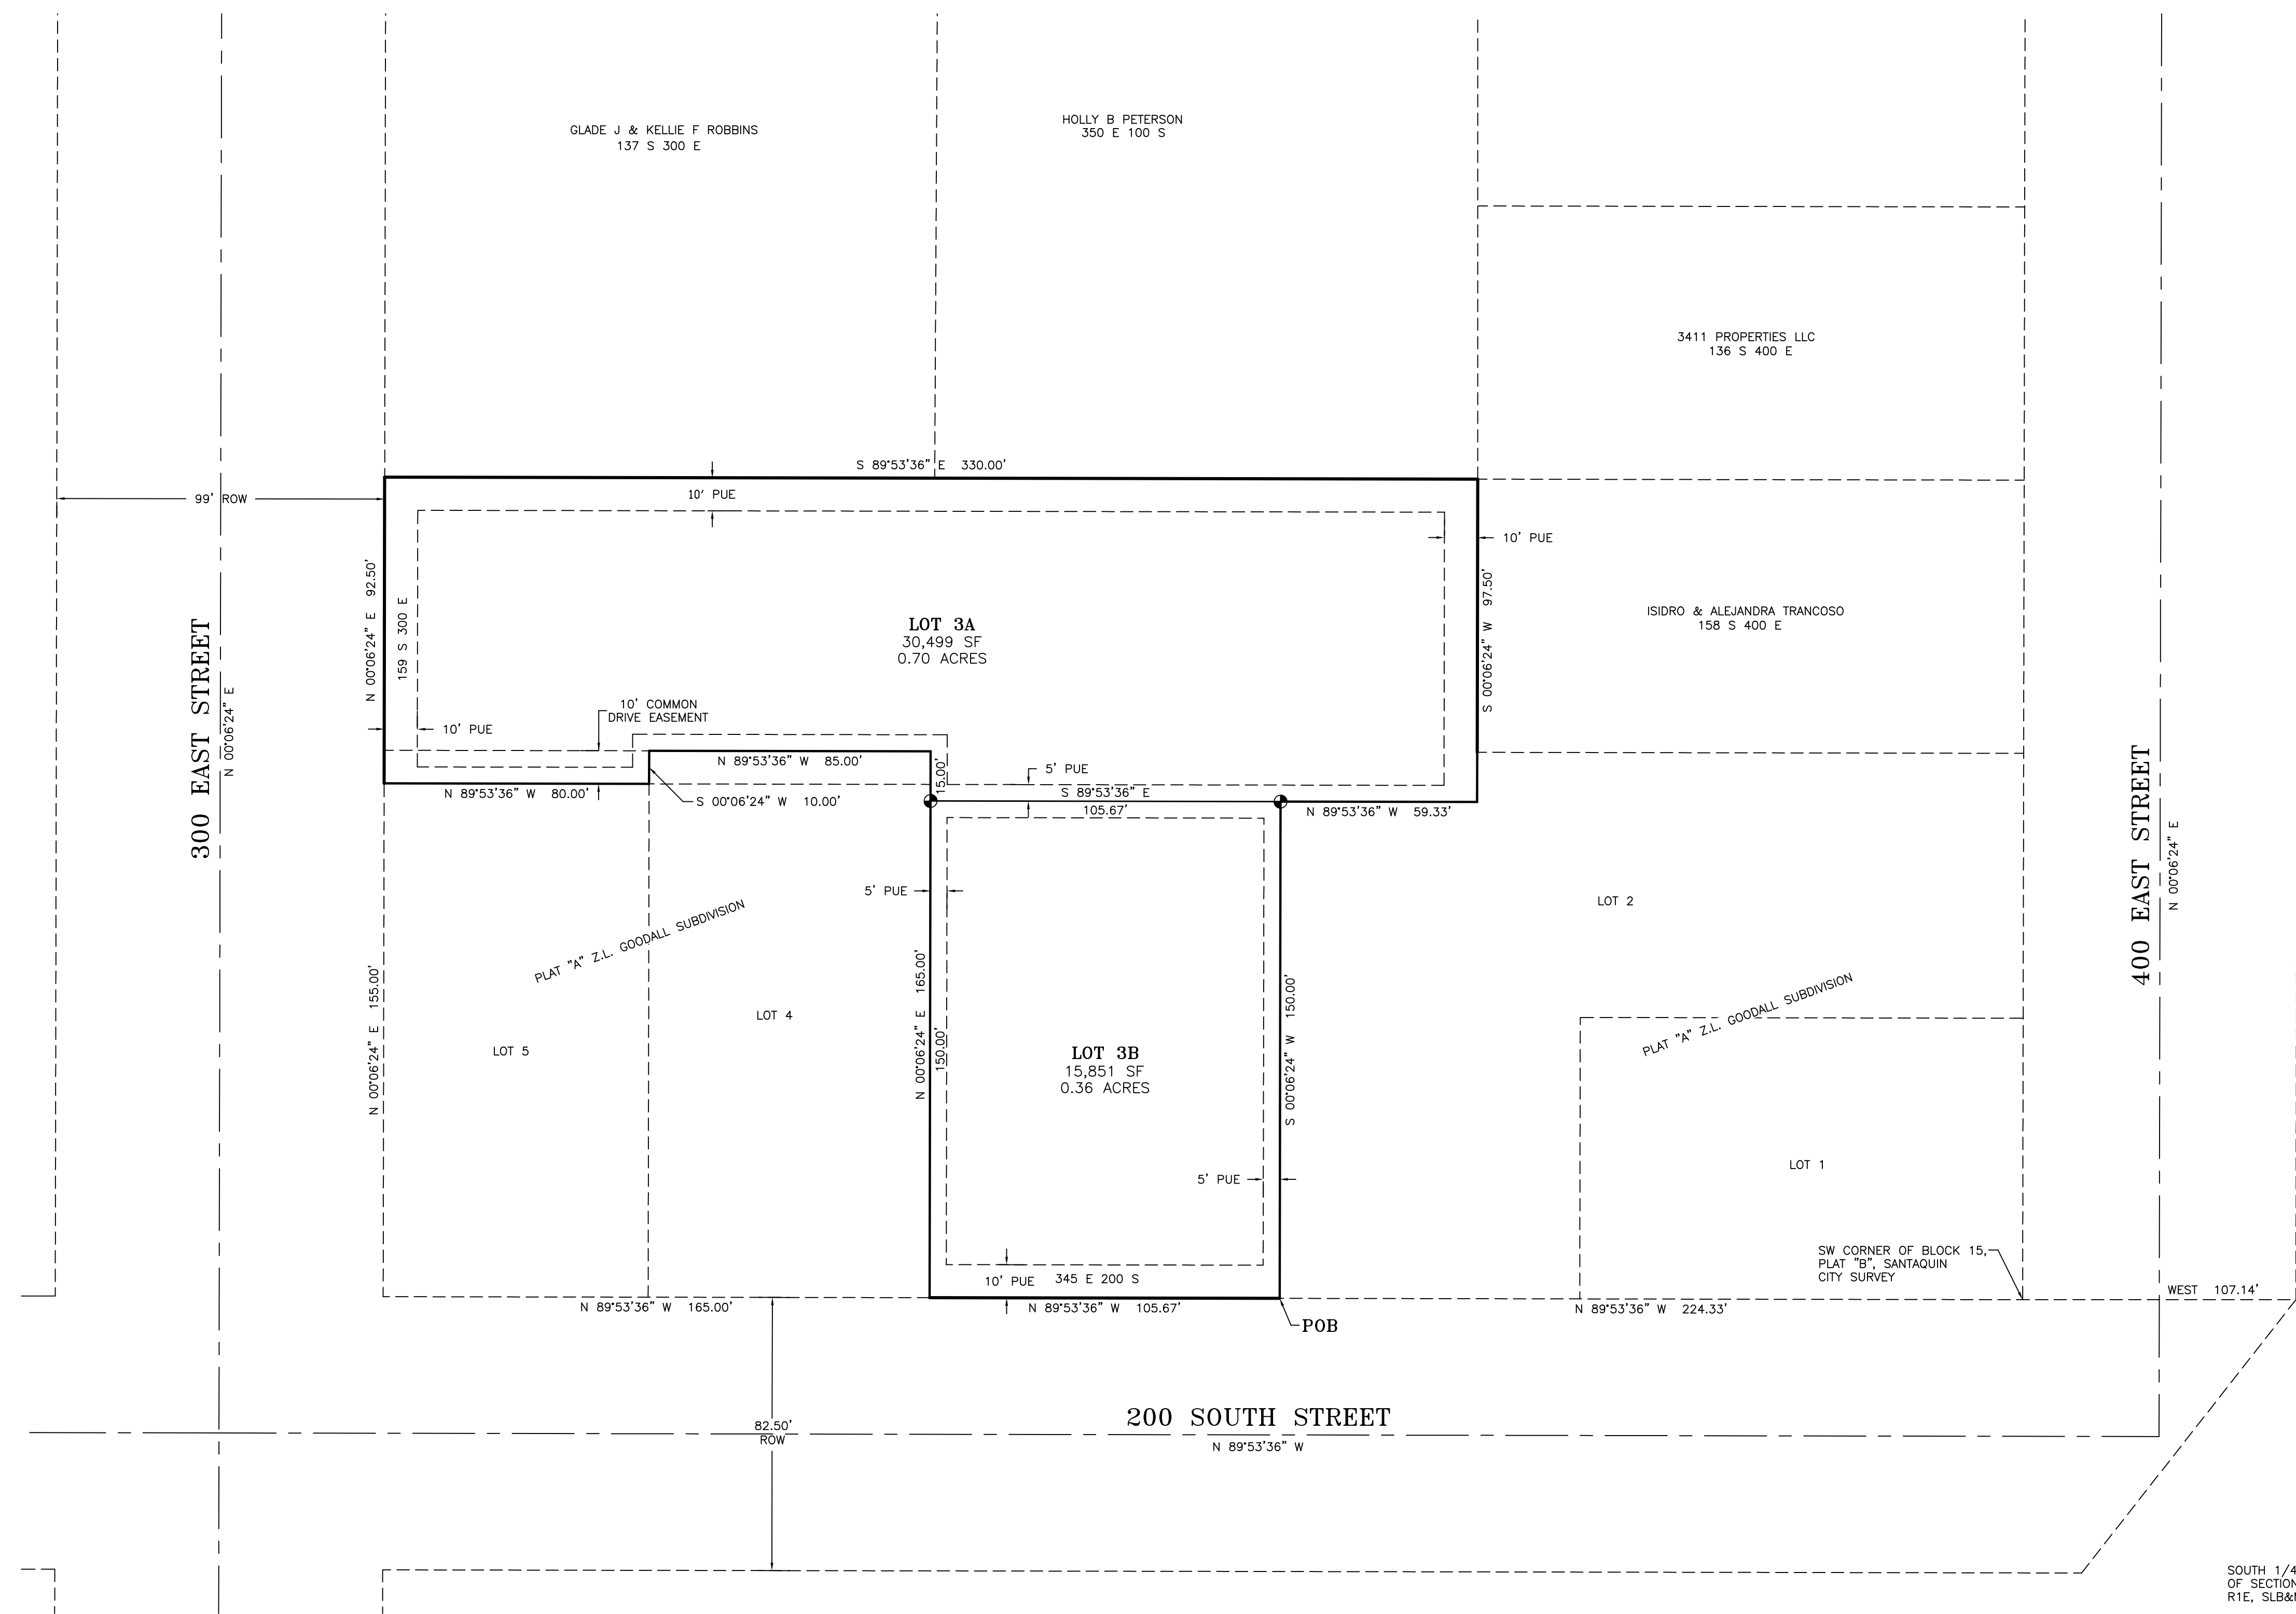 GLADE J & KELLIE F ROBBINS
137 S 300 E
HOLLY B PETERSON
350 E 100 S
3411 PROPERTIES LLC
136 S 400 E
S 89°53'36" E 330.00'
99' ROW
10' PUE
10' PUE
N 00°06'24" E 92.50'
159 S 300 E
LOT 3A
30,499 SF
0.70 ACRES
S 00°06'24" W 97.50'
ISIDRO & ALEJANDRA TRANCOSO
158 S 400 E
300 EAST STREET
N 00°06'24" E
10' COMMON
DRIVE EASEMENT
10' PUE
N 89°53'36" W 85.00'
15.00'
5' PUE
N 89°53'36" W 80.00'
S 00°06'24" W 10.00'
S 89°53'36" E
105.67'
N 89°53'36" W 59.33'
400 EAST STREET
N 00°06'24" E
5' PUE
LOT 2
PLAT "A" Z.L. GOODALL SUBDIVISION
N 00°06'24" E 155.00'
LOT 5
LOT 4
N 00°06'24" E 165.00'
150.00'
LOT 3B
15,851 SF
0.36 ACRES
S 00°06'24" W 150.00'
PLAT "A" Z.L. GOODALL SUBDIVISION
LOT 1
5' PUE
SW CORNER OF BLOCK 15,
PLAT "B", SANTAQUIN
CITY SURVEY
10' PUE
345 E 200 S
WEST 107.14'
N 89°53'36" W 165.00'
N 89°53'36" W 105.67'
N 89°53'36" W 224.33'
POB
200 SOUTH STREET
N 89°53'36" W
82.50'
ROW
SOUTH 1/4
OF SECTION
R1E, SLB&